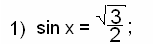 1) sin x = √3/2;